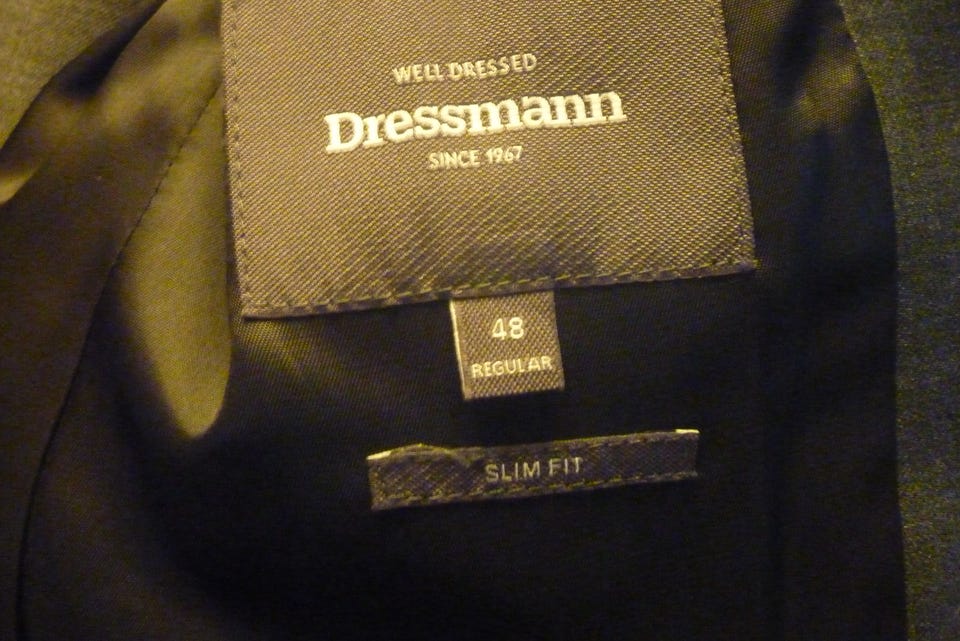 WELL DRESSED
Dressmann
SINCE 1967
48
REGULAR
SLIM FIT